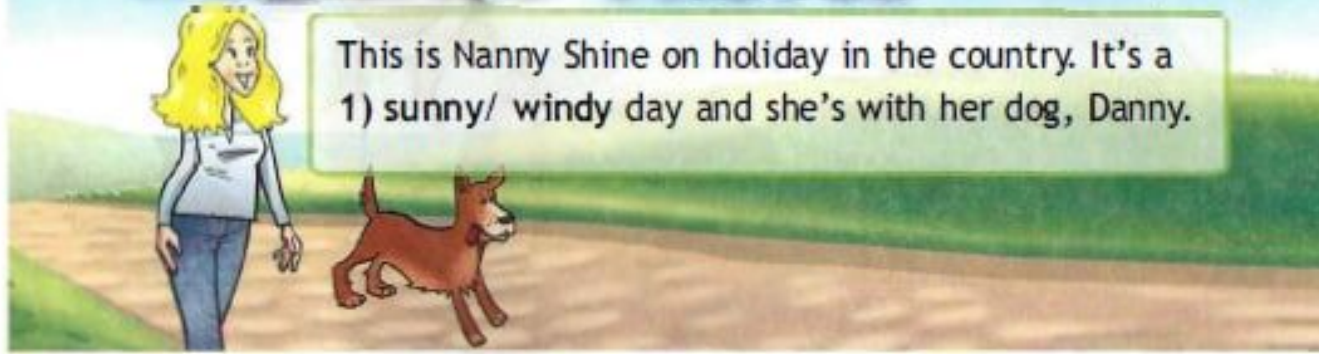 This is Nanny Shine on holiday in the country. It's a
1) sunny/ windy day and she's with her dog, Danny.